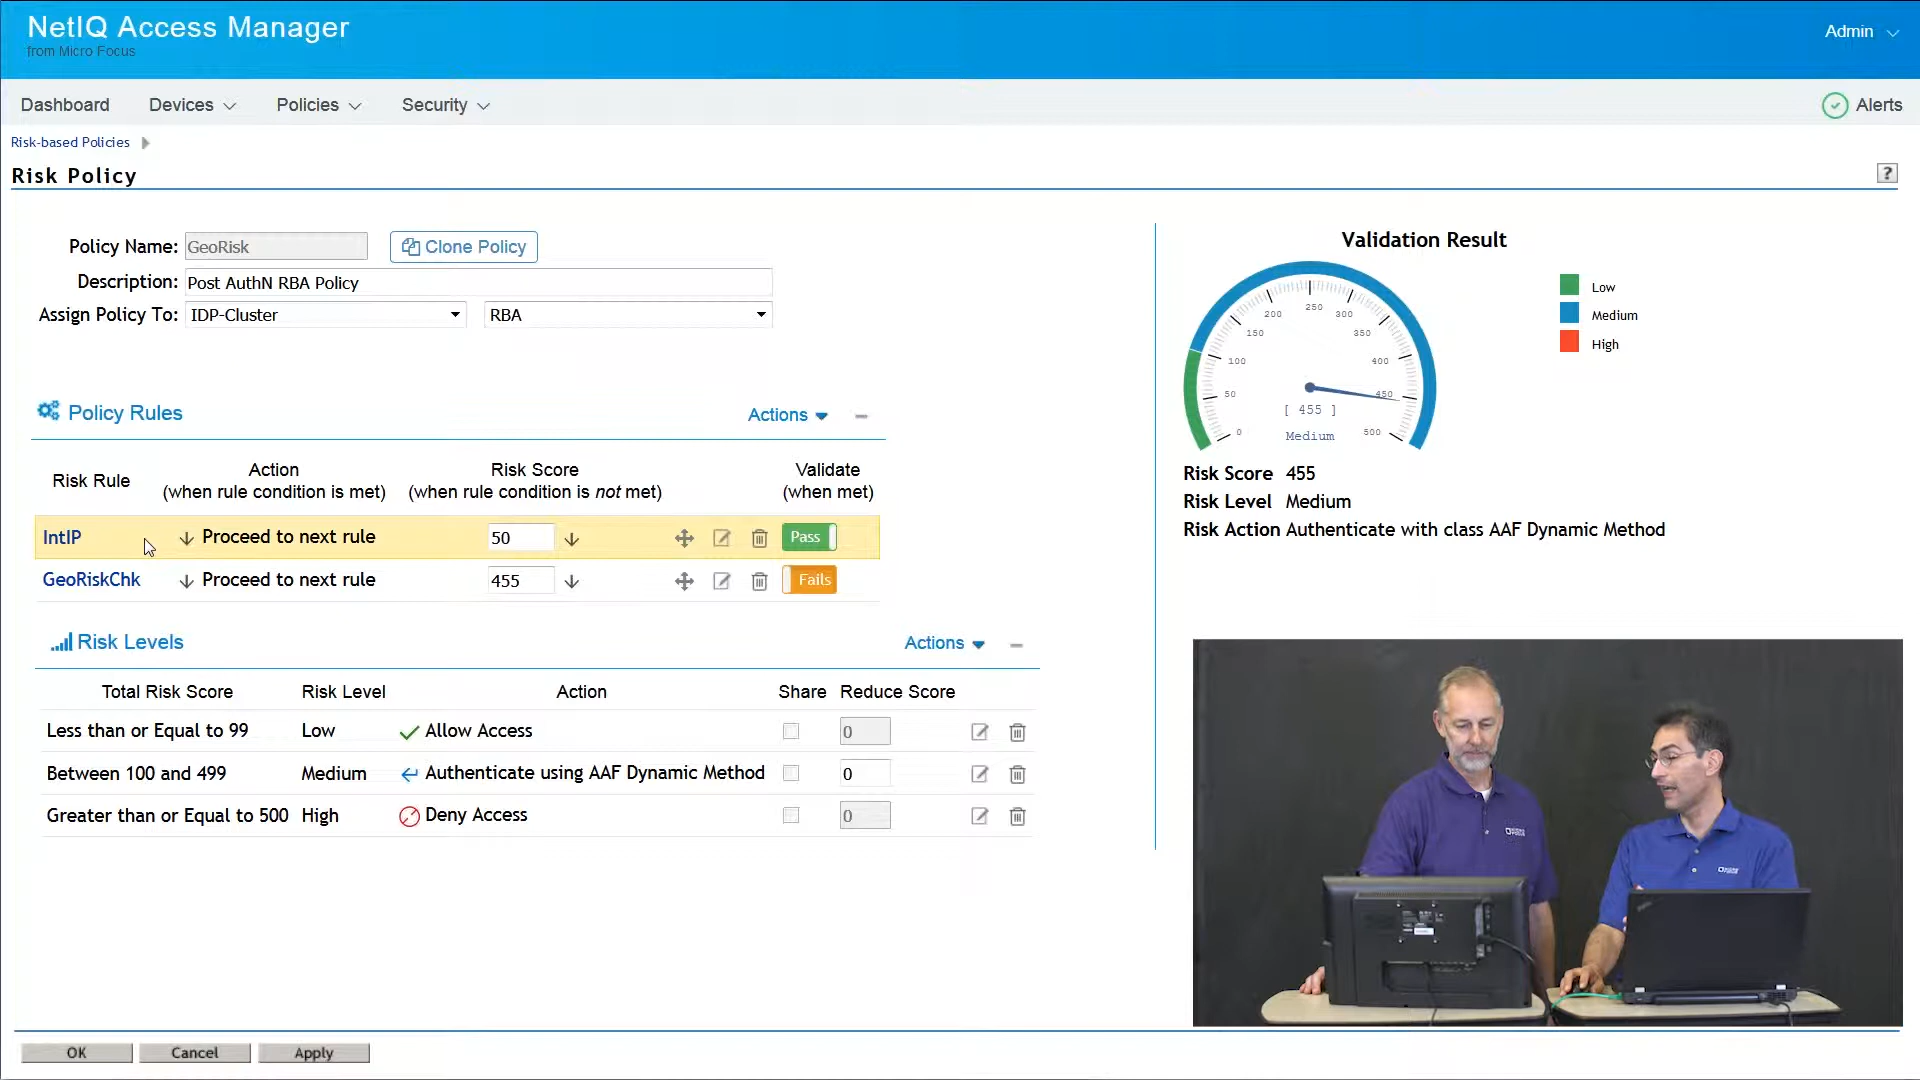 NetIQ Access Manager
from Micro Focus
Admin
Dashboard Devices Policies Security Alerts
Risk-based Policies
Risk Policy
?
Policy Name: GeoRisk Clone Policy
Description: Post AuthN RBA Policy
Assign Policy To: IDP-Cluster RBA
Policy Rules Actions
Risk Rule Action (when rule condition is met) Risk Score (when rule condition is not met) Validate (when met)
IntIP Proceed to next rule 50 Pass
GeoRiskChk Proceed to next rule 455 Fails
Risk Levels Actions
Total Risk Score Risk Level Action Share Reduce Score
Less than or Equal to 99 Low Allow Access 0
Between 100 and 499 Medium Authenticate using AAF Dynamic Method 0
Greater than or Equal to 500 High Deny Access 0
Validation Result
0 50 100 150 200 250 300 350 400 450 500
[ 455 ]
Medium
Low
Medium
High
Risk Score 455
Risk Level Medium
Risk Action Authenticate with class AAF Dynamic Method
OK Cancel Apply